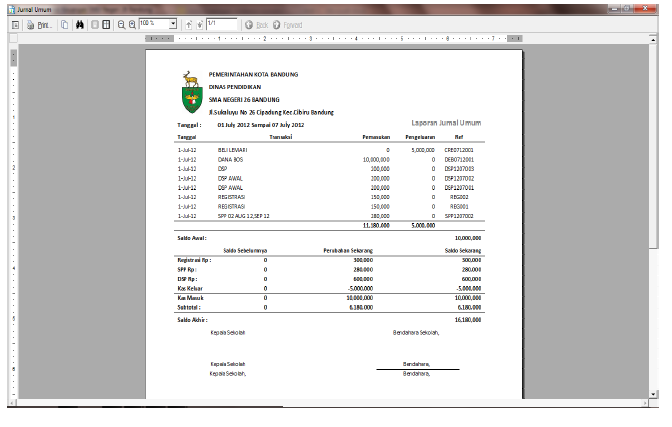 Jurnal Umum
Print... 100 % 1/1 Back Forward
PEMERINTAHAN KOTA BANDUNG
DINAS PENDIDIKAN
SMA NEGERI 26 BANDUNG
Jl.Sukaluyu No 26 Cipadung Kec.Cibiru Bandung
Tanggal : 01 July 2012 Sampai 07 July 2012 Laporan Jurnal Umum
Tanggal Transaksi Pemasukan Pengeluaran Ref
1-Jul-12 BELI LEMARI 0 5,000,000 CRE0712001
1-Jul-12 DANA BOS 10,000,000 0 DEB0712001
1-Jul-12 DSP 200,000 0 DSP1207003
1-Jul-12 DSP AWAL 200,000 0 DSP1207002
1-Jul-12 DSP AWAL 200,000 0 DSP1207001
1-Jul-12 REGISTRASI 150,000 0 REG002
1-Jul-12 REGISTRASI 150,000 0 REG001
1-Jul-12 SPP 02 AUG 12,SEP 12 280,000 0 SPP1207002
11,180,000 5,000,000
Saldo Awal : 10,000,000
Saldo Sebelumnya Perubahan Sekarang Saldo Sekarang
Registrasi Rp : 0 300,000 300,000
SPP Rp : 0 280,000 280,000
DSP Rp : 0 600,000 600,000
Kas Keluar 0 -5,000,000 -5,000,000
Kas Masuk 0 10,000,000 10,000,000
Subtotal : 0 6,180,000 6,180,000
Saldo Akhir : 16,180,000
Kepala Sekolah Bendahara Sekolah,
Kepala Sekolah Bendahara,
Kepala Sekolah, Bendahara,